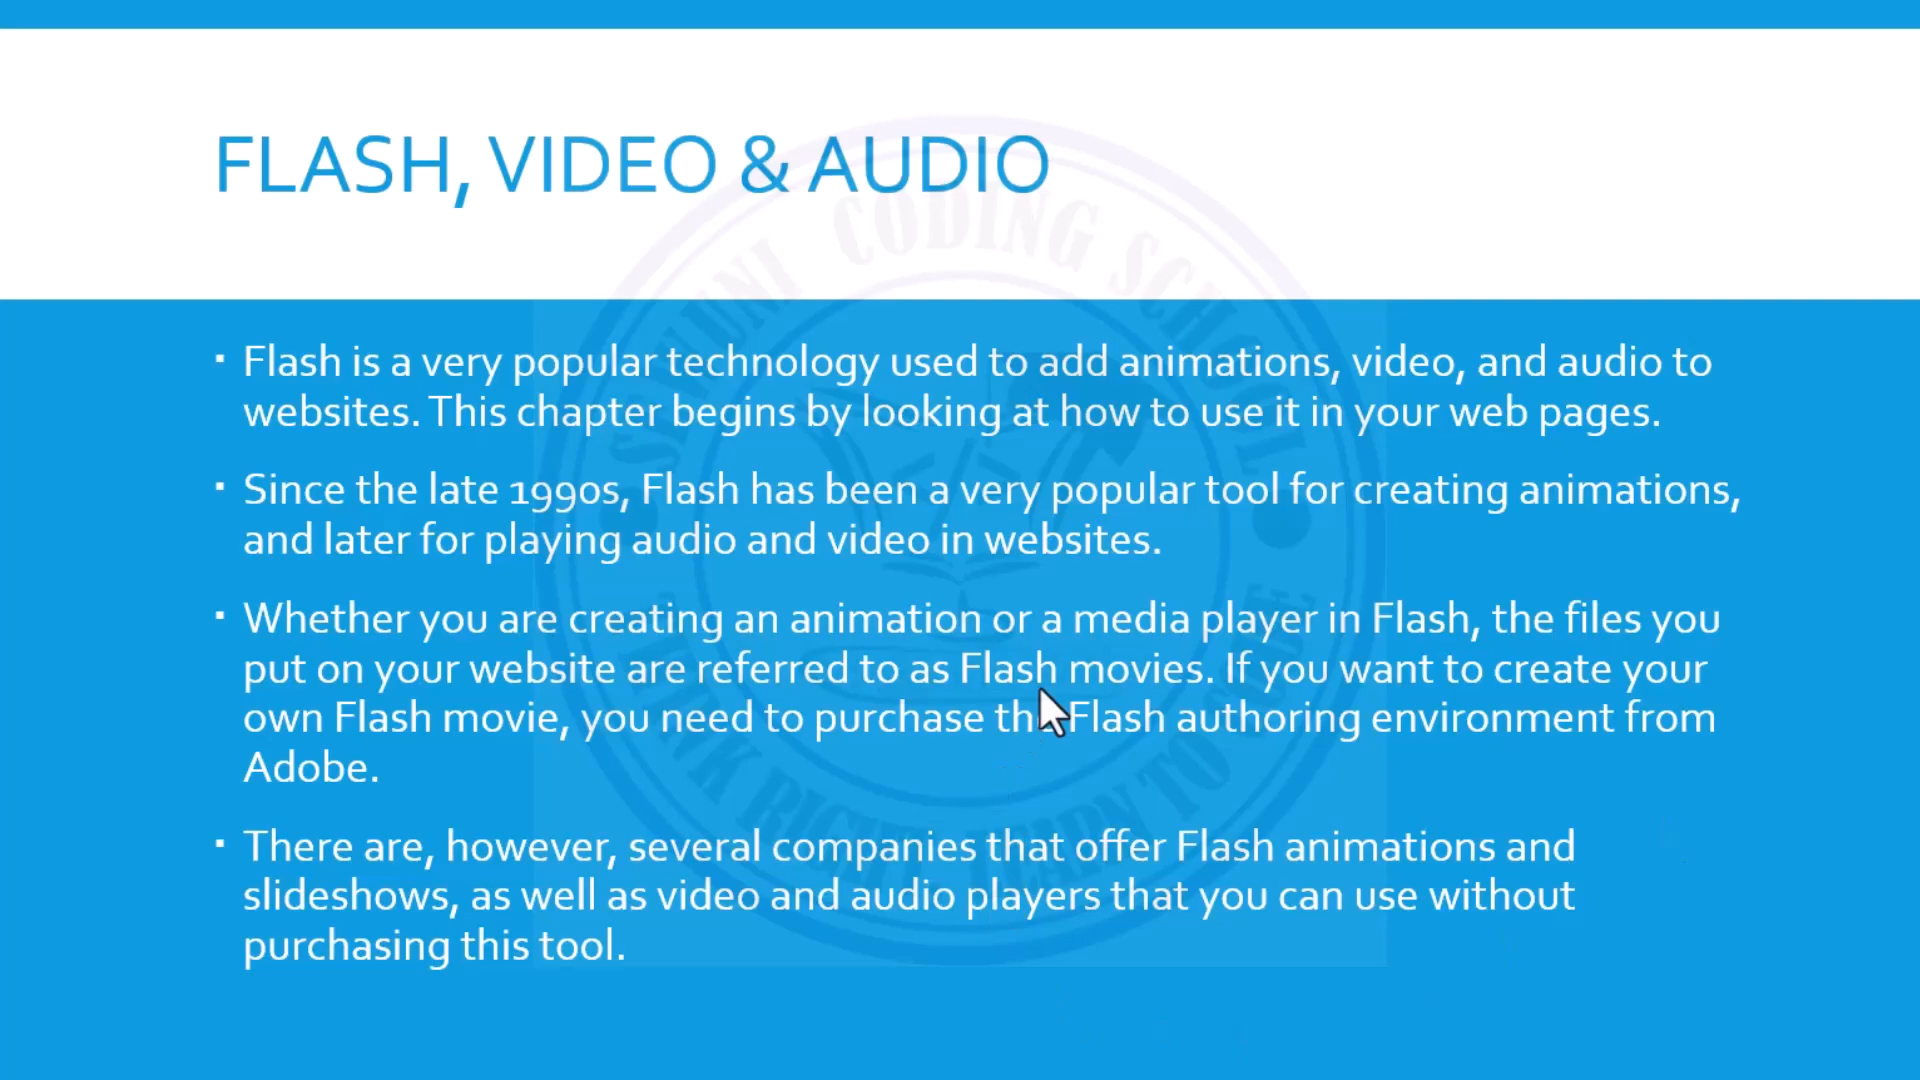 FLASH, VIDEO & AUDIO
▪ Flash is a very popular technology used to add animations, video, and audio to
websites. This chapter begins by looking at how to use it in your web pages.
▪ Since the late 1990s, Flash has been a very popular tool for creating animations,
and later for playing audio and video in websites.
▪ Whether you are creating an animation or a media player in Flash, the files you
put on your website are referred to as Flash movies. If you want to create your
own Flash movie, you need to purchase the Flash authoring environment from
Adobe.
▪ There are, however, several companies that offer Flash animations and
slideshows, as well as video and audio players that you can use without
purchasing this tool.
CODING SCHOOL
LEARN TO CODE